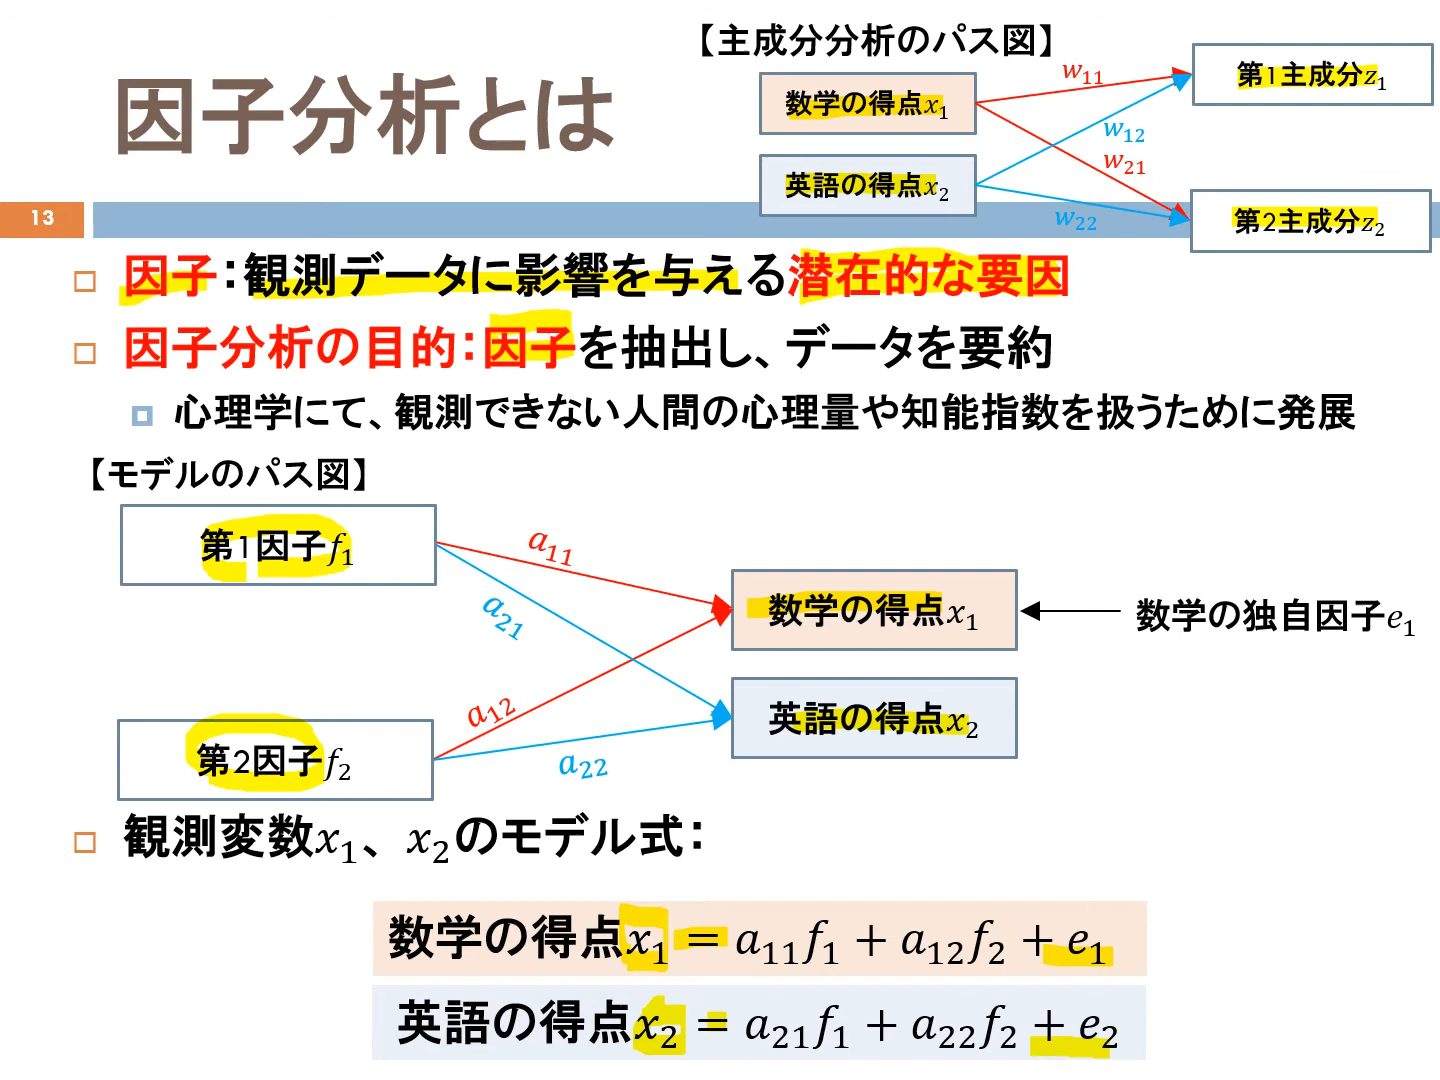 【主成分分析のパス図】
因子分析とは
数学の得点x₁
英語の得点x₂
w₁₁
w₁₂
w₂₁
w₂₂
第1主成分z₁
第2主成分z₂
13
因子：観測データに影響を与える潜在的な要因
因子分析の目的：因子を抽出し、データを要約
心理学にて、観測できない人間の心理量や知能指数を扱うために発展
【モデルのパス図】
第1因子f₁
第2因子f₂
a₁₁
a₂₁
a₁₂
a₂₂
数学の得点x₁
英語の得点x₂
数学の独自因子e₁
観測変数x₁、x₂のモデル式：
数学の得点x₁ = a₁₁f₁ + a₁₂f₂ + e₁
英語の得点x₂ = a₂₁f₁ + a₂₂f₂ + e₂